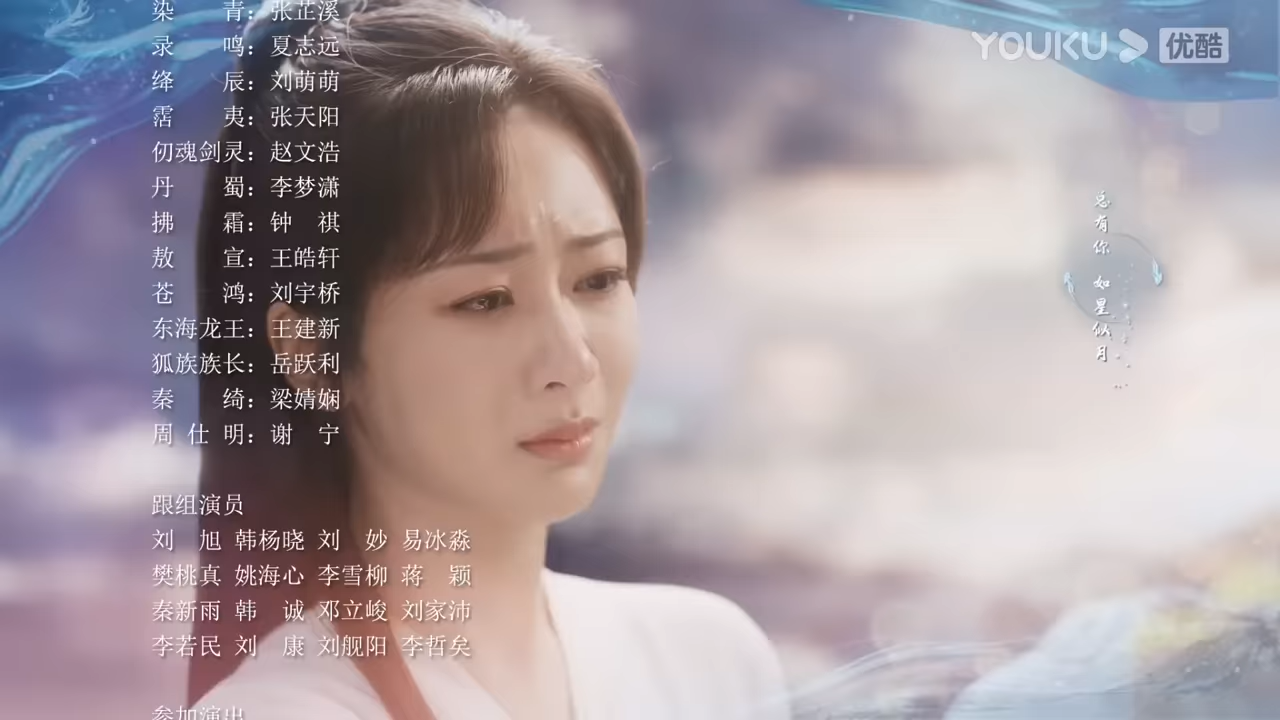 染青：张芷溪
录鸣：夏志远
绛辰：刘萌萌
霑夷：张天阳
仞魂剑灵：赵文浩
丹蜀：李梦潇
拂霜：钟祺
敖宣：王皓轩
苍鸿：刘宇桥
东海龙王：王建新
狐族族长：岳跃利
秦绮：梁婧娴
周仕明：谢宁
跟组演员
刘旭 韩杨晓 刘妙 易冰淼
樊桃真 姚海心 李雪柳 蒋颖
秦新雨 韩诚 邓立峻 刘家沛
李若民 刘康 刘舰阳 李哲矣
参加演出
YOUKU 优酷
总有你 如星似月